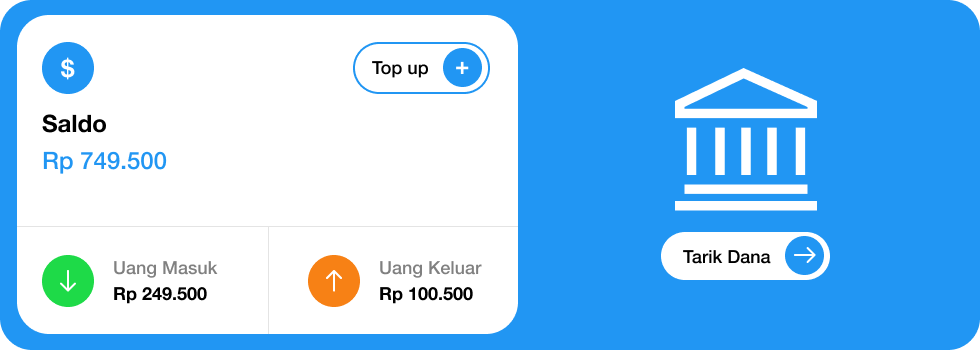 $
Top up +
Saldo
Rp 749.500
Uang Masuk
Rp 249.500
Uang Keluar
Rp 100.500
Tarik Dana